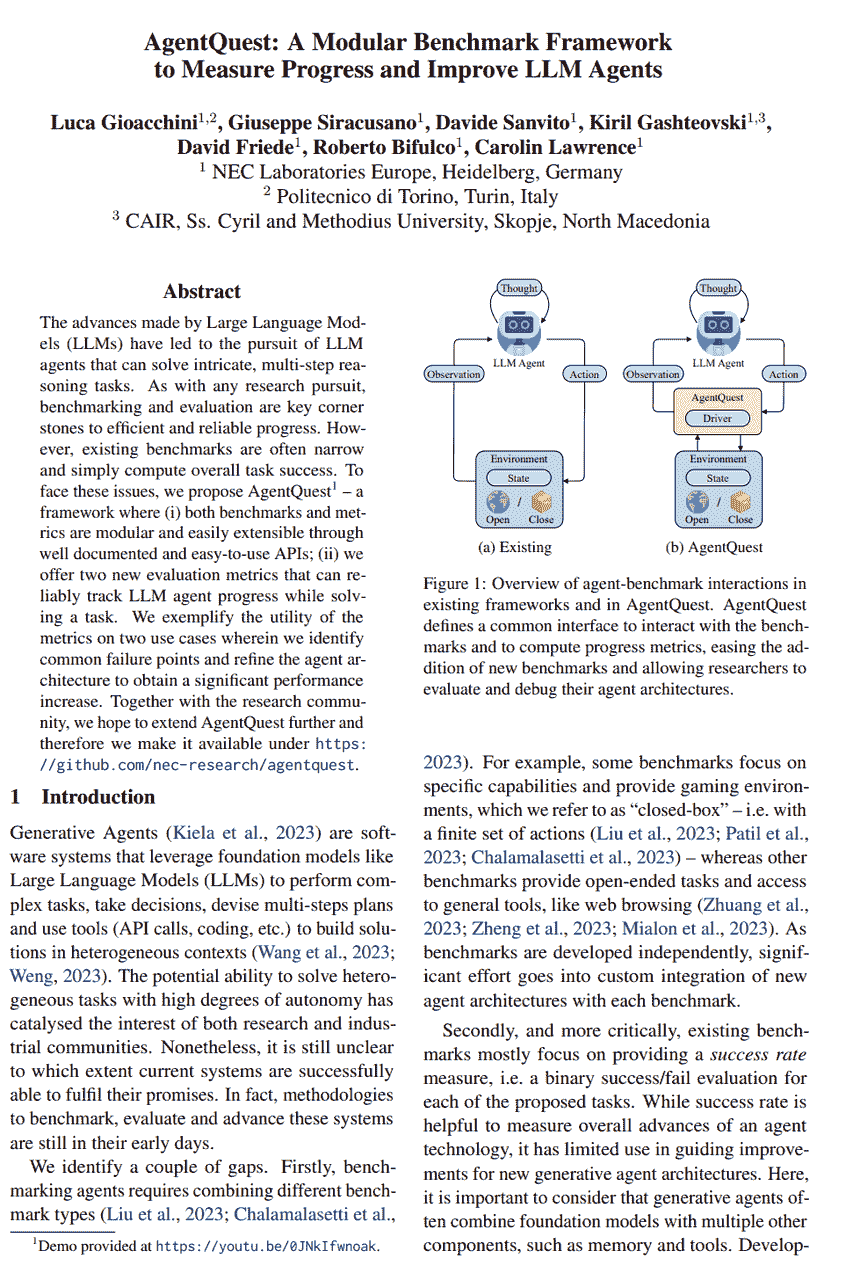 AgentQuest: A Modular Benchmark Framework
to Measure Progress and Improve LLM Agents
Luca Gioacchini1,2, Giuseppe Siracusano1, Davide Sanvito1, Kiril Gashteovski1,3,
David Friede1, Roberto Bifulco1, Carolin Lawrence1
1 NEC Laboratories Europe, Heidelberg, Germany
2 Politecnico di Torino, Turin, Italy
3 CAIR, Ss. Cyril and Methodius University, Skopje, North Macedonia
Abstract
The advances made by Large Language Mod-
els (LLMs) have led to the pursuit of LLM
agents that can solve intricate, multi-step rea-
soning tasks. As with any research pursuit,
benchmarking and evaluation are key corner
stones to efficient and reliable progress. How-
ever, existing benchmarks are often narrow
and simply compute overall task success. To
face these issues, we propose AgentQuest1 – a
framework where (i) both benchmarks and met-
rics are modular and easily extensible through
well documented and easy-to-use APIs; (ii) we
offer two new evaluation metrics that can re-
liably track LLM agent progress while solv-
ing a task. We exemplify the utility of the
metrics on two use cases wherein we identify
common failure points and refine the agent ar-
chitecture to obtain a significant performance
increase. Together with the research commu-
nity, we hope to extend AgentQuest further and
therefore we make it available under https:
//github.com/nec-research/agentquest.
1 Introduction
Generative Agents (Kiela et al., 2023) are soft-
ware systems that leverage foundation models like
Large Language Models (LLMs) to perform com-
plex tasks, take decisions, devise multi-steps plans
and use tools (API calls, coding, etc.) to build solu-
tions in heterogeneous contexts (Wang et al., 2023;
Weng, 2023). The potential ability to solve hetero-
geneous tasks with high degrees of autonomy has
catalysed the interest of both research and indus-
trial communities. Nonetheless, it is still unclear
to which extent current systems are successfully
able to fulfil their promises. In fact, methodologies
to benchmark, evaluate and advance these systems
are still in their early days.
We identify a couple of gaps. Firstly, bench-
marking agents requires combining different bench-
mark types (Liu et al., 2023; Chalamalasetti et al.,
1Demo provided at https://youtu.be/0JNkIfwnoak.
Thought
LLM Agent
Observation
Action
Environment
State
/
Open
Close
(a) Existing
Thought
LLM Agent
Observation
Action
AgentQuest
Driver
Environment
State
/
Open
Close
(b) AgentQuest
Figure 1: Overview of agent-benchmark interactions in
existing frameworks and in AgentQuest. AgentQuest
defines a common interface to interact with the bench-
marks and to compute progress metrics, easing the ad-
dition of new benchmarks and allowing researchers to
evaluate and debug their agent architectures.
2023). For example, some benchmarks focus on
specific capabilities and provide gaming environ-
ments, which we refer to as “closed-box” – i.e. with
a finite set of actions (Liu et al., 2023; Patil et al.,
2023; Chalamalasetti et al., 2023) – whereas other
benchmarks provide open-ended tasks and access
to general tools, like web browsing (Zhuang et al.,
2023; Zheng et al., 2023; Mialon et al., 2023). As
benchmarks are developed independently, signif-
icant effort goes into custom integration of new
agent architectures with each benchmark.
Secondly, and more critically, existing bench-
marks mostly focus on providing a success rate
measure, i.e. a binary success/fail evaluation for
each of the proposed tasks. While success rate is
helpful to measure overall advances of an agent
technology, it has limited use in guiding improve-
ments for new generative agent architectures. Here,
it is important to consider that generative agents of-
ten combine foundation models with multiple other
components, such as memory and tools. Develop-